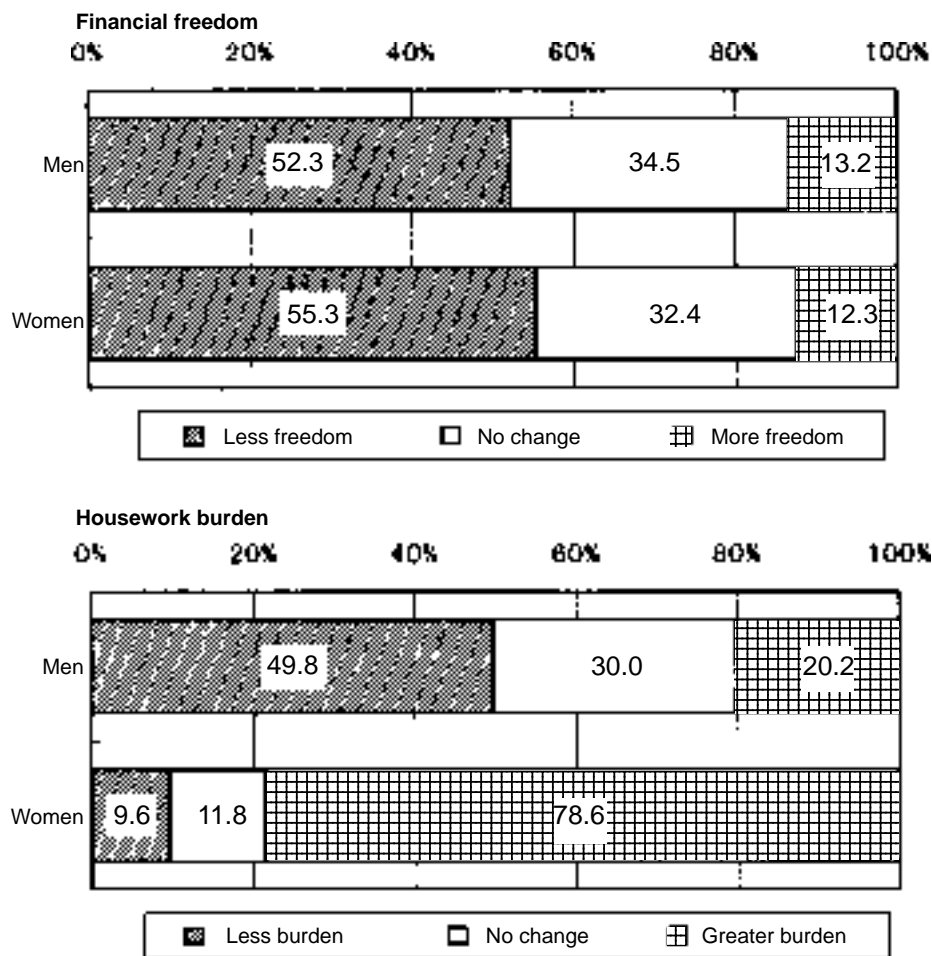 Financial freedom
0% 20% 40% 60% 80% 100%
Men 52.3 34.5 13.2
Women 55.3 32.4 12.3
Less freedom No change More freedom
Housework burden
0% 20% 40% 60% 80% 100%
Men 49.8 30.0 20.2
Women 9.6 11.8 78.6
Less burden No change Greater burden